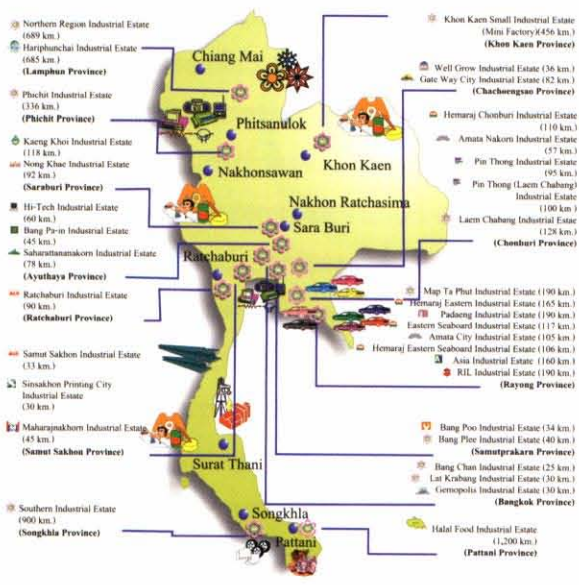 Northern Region Industrial Estate
(689 km.)
Hariphunchai Industrial Estate
(685 km.)
(Lamphun Province)
Phichit Industrial Estate
(336 km.)
(Phichit Province)
Kaeng Khoi Industrial Estate
(118 km.)
Nong Khae Industrial Estate
(92 km.)
(Saraburi Province)
Hi-Tech Industrial Estate
(60 km.)
Bang Pa-in Industrial Estate
(45 km.)
Saharattanakorn Industrial Estate
(78 km.)
(Ayuthaya Province)
Ratchaburi Industrial Estate
(90 km.)
(Ratchaburi Province)
Samut Sakhon Industrial Estate
(33 km.)
Sinsakhon Printing City
Industrial Estate
(30 km.)
Maharajnakhorn Industrial Estate
(45 km.)
(Samut Sakhon Province)
Southern Industrial Estate
(900 km.)
(Songkhla Province)
Chiang Mai
Phitsanulok
Khon Kaen
Nakhonsawan
Nakhon Ratchasima
Sara Buri
Ratchaburi
Surat Thani
Songkhla
Pattani
Khon Kaen Small Industrial Estate
(Mini Factory)(456 km.)
(Khon Kaen Province)
Well Grow Industrial Estate (36 km.)
Gate Way City Industrial Estate (82 km.)
(Chachoengsao Province)
Hemaraj Chonburi Industrial Estate
(110 km.)
Amata Nakorn Industrial Estate
(57 km.)
Pin Thong Industrial Estate
(95 km.)
Pin Thong (Laem Chabang)
Industrial Estate
(100 km.)
Laem Chabang Industrial Estate
(128 km.)
(Chonburi Province)
Map Ta Phut Industrial Estate (190 km.)
Hemaraj Eastern Industrial Estate (165 km.)
Padaeng Industrial Estate (190 km.)
Eastern Seaboard Industrial Estate (117 km.)
Amata City Industrial Estate (105 km.)
Hemaraj Eastern Seaboard Industrial Estate (106 km.)
Asia Industrial Estate (160 km.)
RIL Industrial Estate (190 km.)
(Rayong Province)
Bang Poo Industrial Estate (34 km.)
Bang Plee Industrial Estate (40 km.)
(Samutprakarn Province)
Bang Chan Industrial Estate (25 km.)
Lat Krabang Industrial Estate (30 km.)
Gemopolis Industrial Estate (30 km.)
(Bangkok Province)
Halal Food Industrial Estate
(1,200 km.)
(Pattani Province)